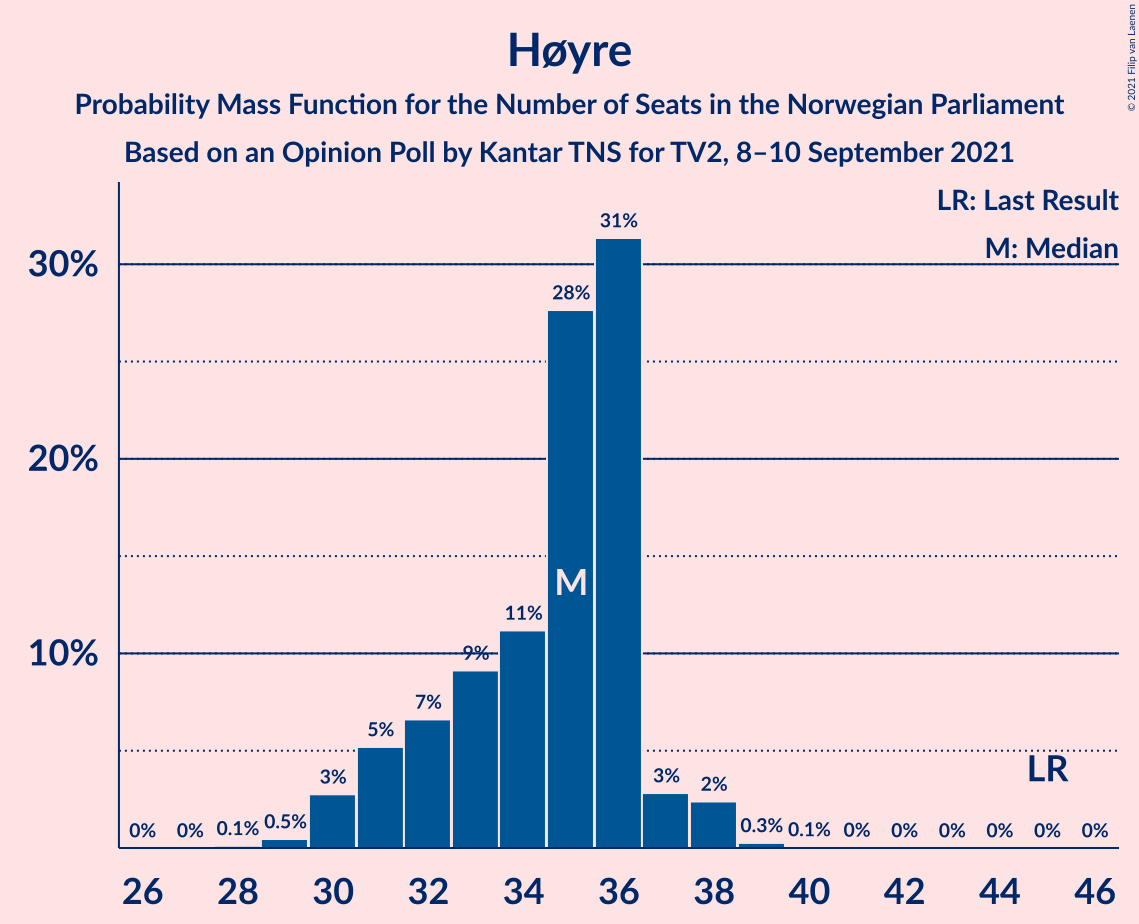 Høyre
Probability Mass Function for the Number of Seats in the Norwegian Parliament
Based on an Opinion Poll by Kantar TNS for TV2, 8–10 September 2021
© 2021 Filip van Laenen
LR: Last Result
M: Median
30%
20%
10%
0% 0% 0.1% 0.5% 3% 5% 7% 9% 11% 28% 31% 3% 2% 0.3% 0.1% 0% 0% 0% 0% 0% 0%
M
LR
26 28 30 32 34 36 38 40 42 44 46